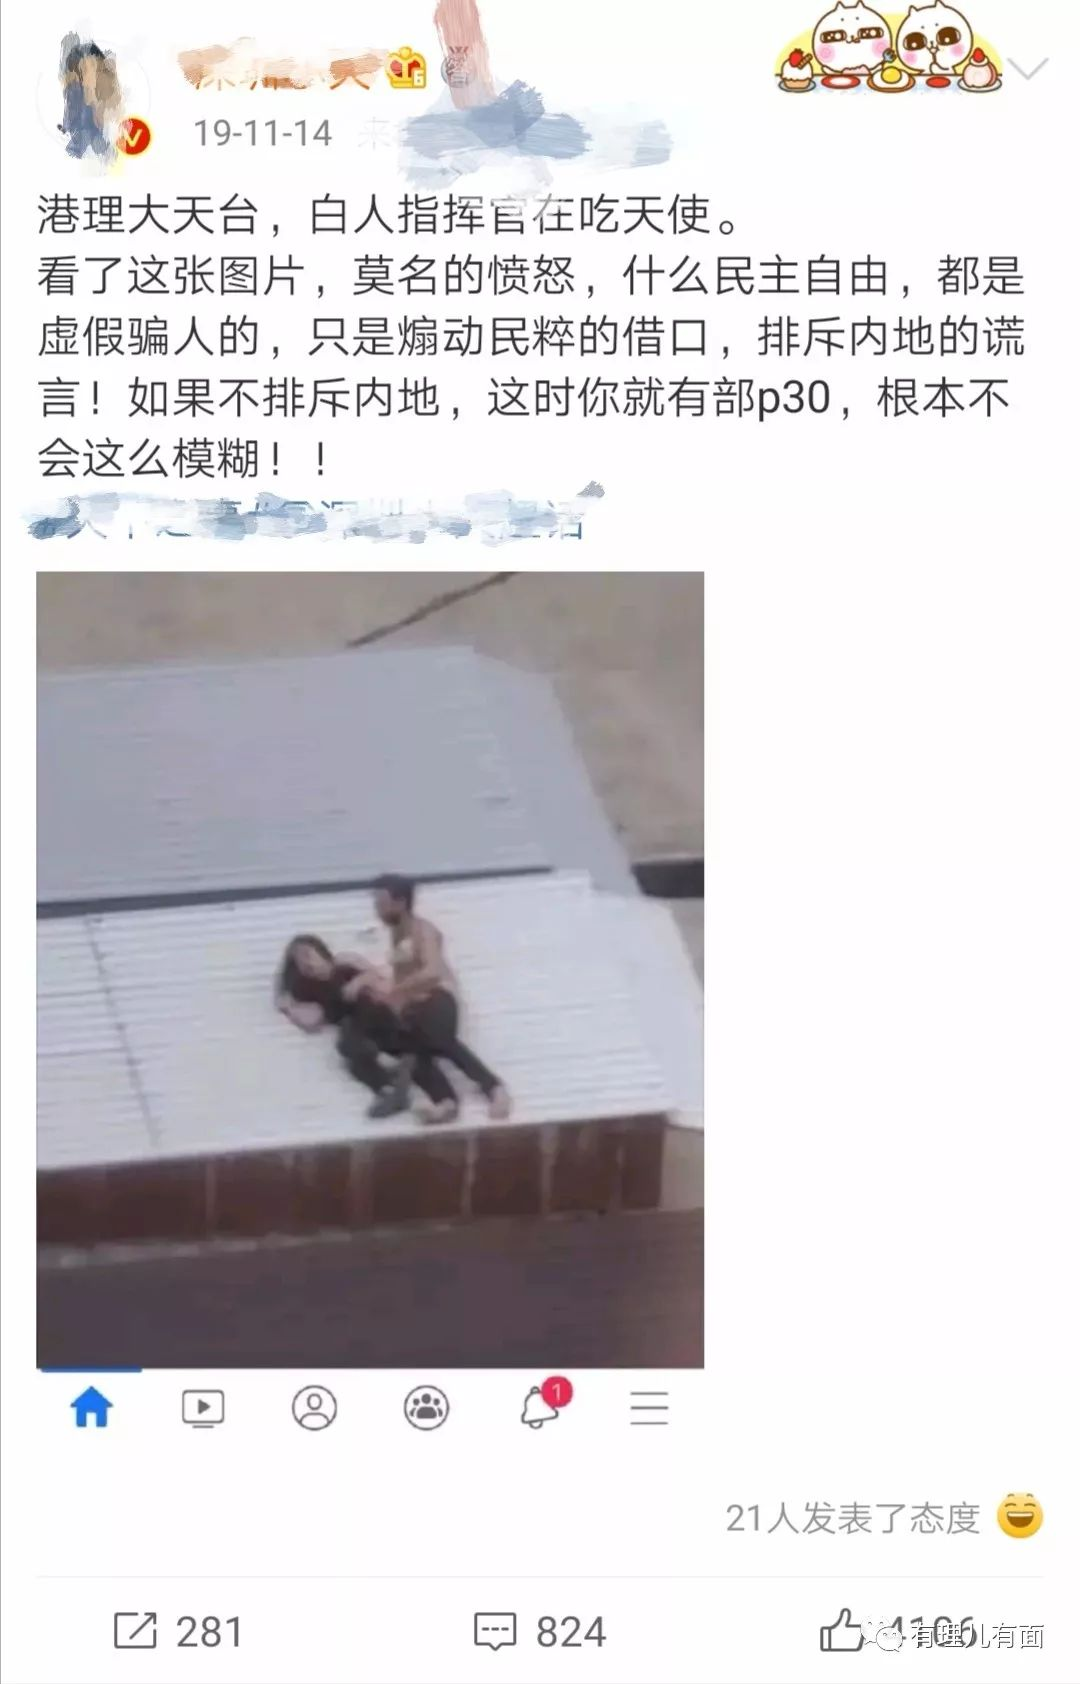 19-11-14 来
港理大天台，白人指挥官在吃天使。
看了这张图片，莫名的愤怒，什么民主自由，都是
虚假骗人的，只是煽动民粹的借口，排斥内地的谎
言！如果不排斥内地，这时你就有部p30，根本不
会这么模糊！！
1
21人发表了态度
281
824
有理儿有面